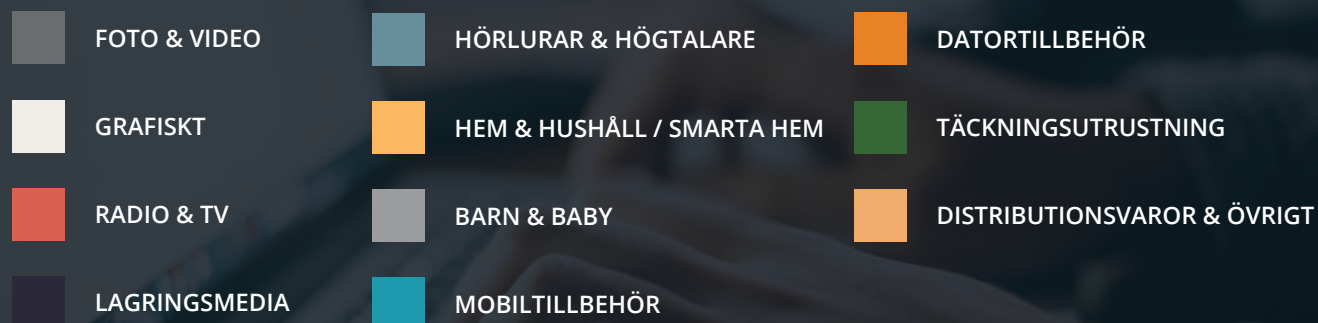 FOTO & VIDEO
GRAFISKT
RADIO & TV
LAGRINGSMEDIA
HÖRLURAR & HÖGTALARE
HEM & HUSHÅLL / SMARTA HEM
BARN & BABY
MOBILTILLBEHÖR
DATORTILLBEHÖR
TÄCKNINGSUTRUSTNING
DISTRIBUTIONSVAROR & ÖVRIGT